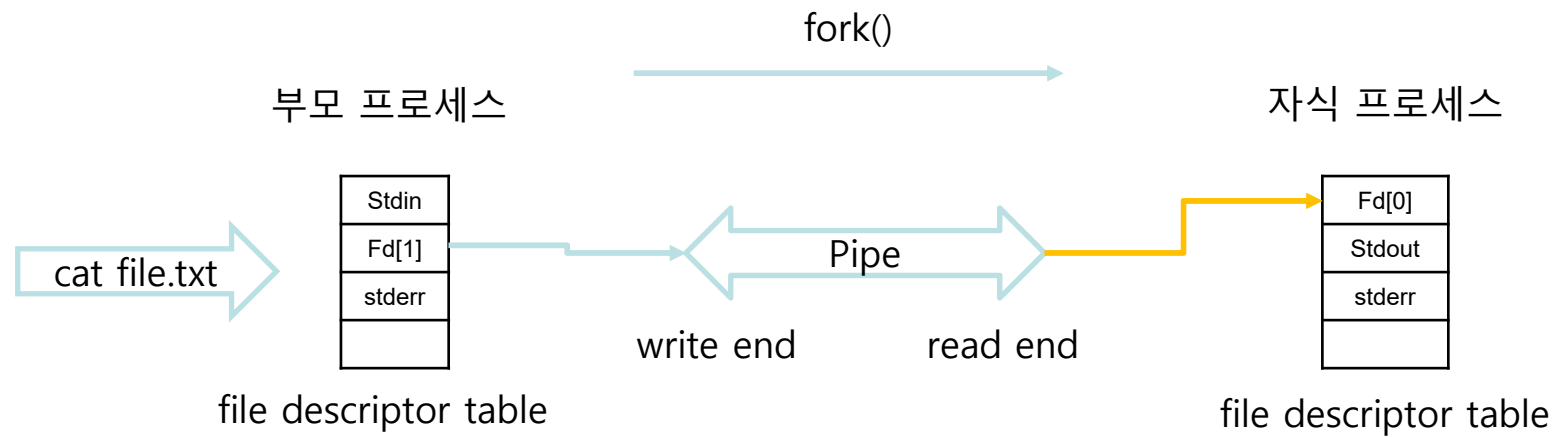 fork()
부모 프로세스
자식 프로세스
cat file.txt
Stdin
Fd[1]
stderr
Pipe
write end
read end
Fd[0]
Stdout
stderr
file descriptor table
file descriptor table